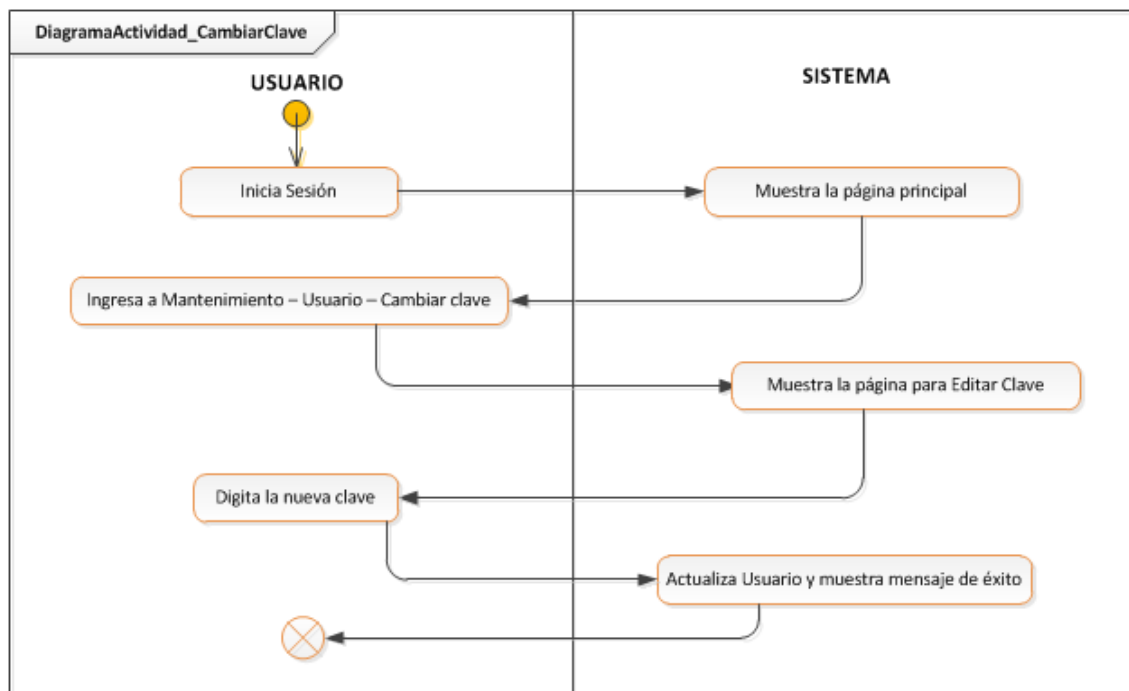 DiagramaActividad_CambiarClave
USUARIO
SISTEMA
Inicia Sesión
Muestra la página principal
Ingresa a Mantenimiento – Usuario – Cambiar clave
Muestra la página para Editar Clave
Digita la nueva clave
Actualiza Usuario y muestra mensaje de éxito